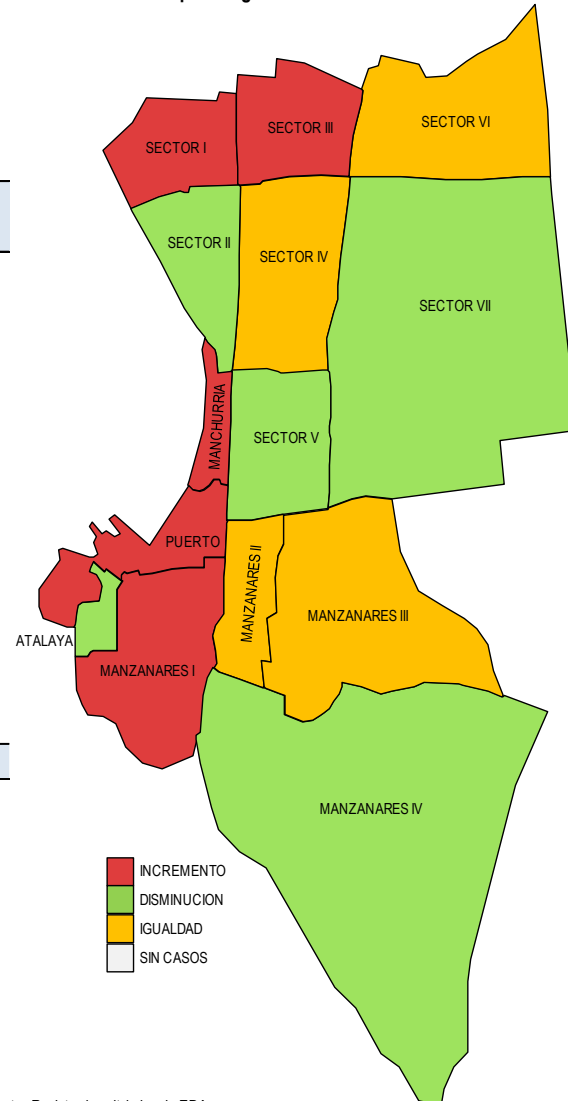 SECTOR I
SECTOR III
SECTOR VI
SECTOR II
SECTOR IV
SECTOR VII
MANCHURRIA
SECTOR V
PUERTO
MANZANARES II
MANZANARES III
ATALAYA
MANZANARES I
MANZANARES IV
INCREMENTO
DISMINUCION
IGUALDAD
SIN CASOS